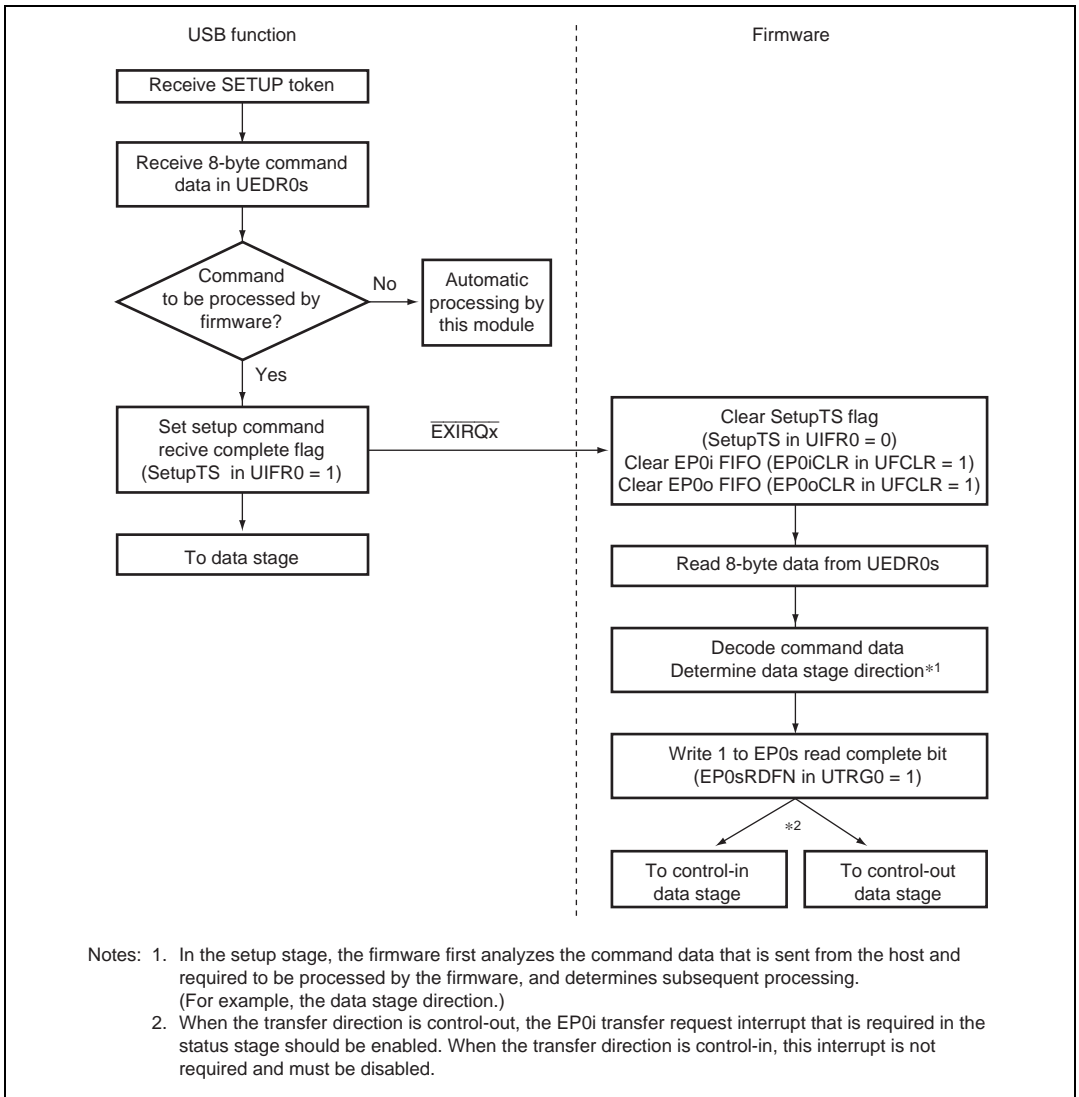 USB function
Firmware
Receive SETUP token
Receive 8-byte command
data in UEDR0s
Command
to be processed by
firmware?
No
Automatic
processing by
this module
Yes
Set setup command
recive complete flag
(SetupTS in UIFR0 = 1)
EXIRQx
To data stage
Clear SetupTS flag
(SetupTS in UIFR0 = 0)
Clear EP0i FIFO (EP0iCLR in UFCLR = 1)
Clear EP0o FIFO (EP0oCLR in UFCLR = 1)
Read 8-byte data from UEDR0s
Decode command data
Determine data stage direction*1
Write 1 to EP0s read complete bit
(EP0sRDFN in UTRG0 = 1)
*2
To control-in
data stage
To control-out
data stage
Notes: 1. In the setup stage, the firmware first analyzes the command data that is sent from the host and
required to be processed by the firmware, and determines subsequent processing.
(For example, the data stage direction.)
2. When the transfer direction is control-out, the EP0i transfer request interrupt that is required in the
status stage should be enabled. When the transfer direction is control-in, this interrupt is not
required and must be disabled.